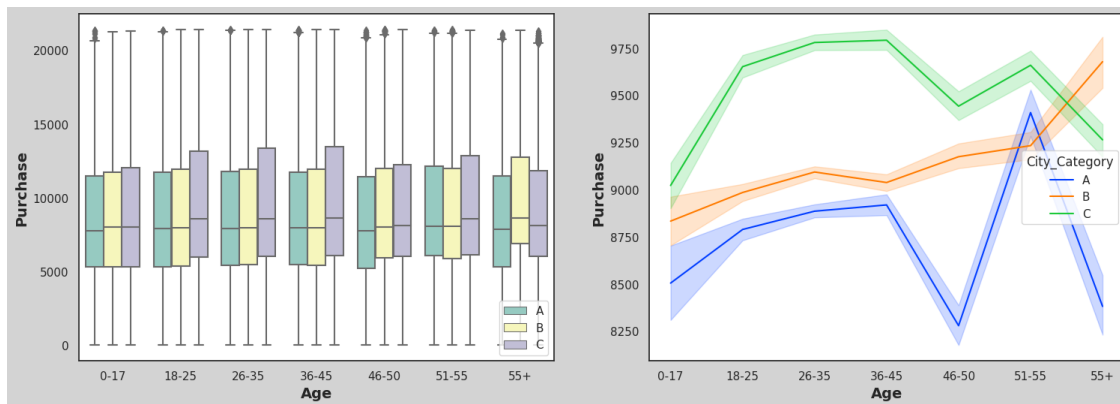 20000
15000
10000
5000
0
Purchase
0-17 18-25 26-35 36-45 46-50 51-55 55+
Age
A
B
C
9750
9500
9250
9000
8750
8500
8250
Purchase
0-17 18-25 26-35 36-45 46-50 51-55 55+
Age
City_Category
A
B
C